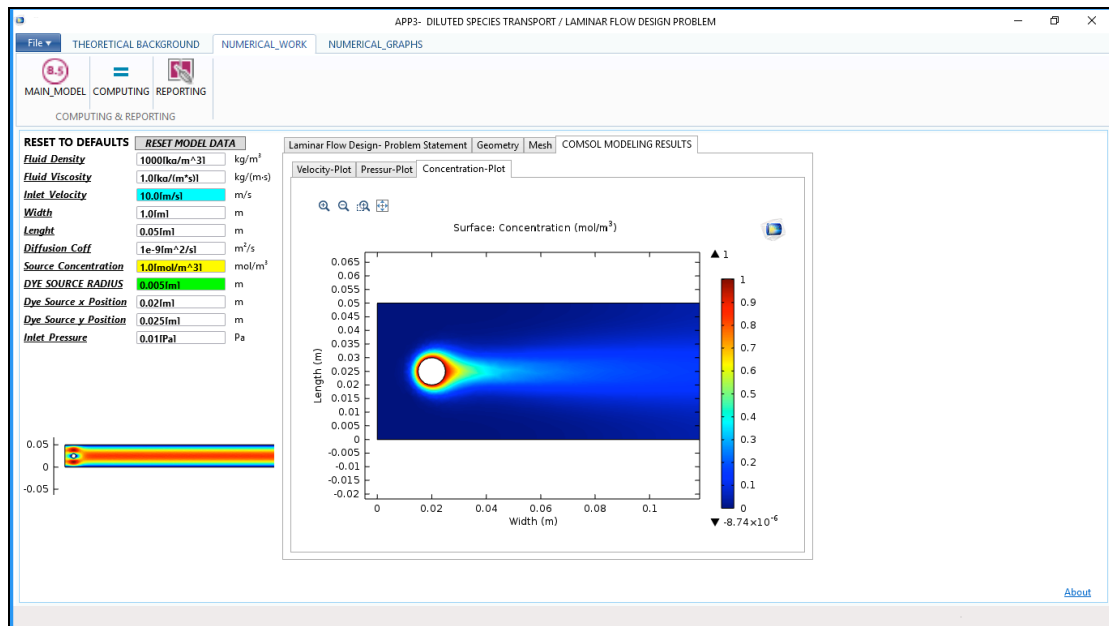 APP3- DILUTED SPECIES TRANSPORT / LAMINAR FLOW DESIGN PROBLEM
File THEORETICAL BACKGROUND NUMERICAL_WORK NUMERICAL_GRAPHS
8.5
MAIN_MODEL COMPUTING REPORTING
COMPUTING & REPORTING
RESET TO DEFAULTS RESET MODEL DATA
Fluid Density 1000[kg/m^3] kg/m³
Fluid Viscosity 1.0[kg/(m*s)] kg/(m·s)
Inlet Velocity 10.0[m/s] m/s
Width 1.0[m] m
Lenght 0.05[m] m
Diffusion Coff 1e-9[m^2/s] m²/s
Source Concentration 1.0[mol/m^3] mol/m³
DYE SOURCE RADIUS 0.005[m] m
Dye Source x Position 0.02[m] m
Dye Source y Position 0.025[m] m
Inlet Pressure 0.01[Pa] Pa
0.05
0
-0.05
Laminar Flow Design- Problem Statement Geometry Mesh COMSOL MODELING RESULTS
Velocity-Plot Pressur-Plot Concentration-Plot
Surface: Concentration (mol/m³)
0.065
0.06
0.055
0.05
0.045
0.04
0.035
0.03
0.025
0.02
0.015
0.01
0.005
0
-0.005
-0.01
-0.015
-0.02
Length (m)
0 0.02 0.04 0.06 0.08 0.1
Width (m)
▲ 1
1
0.9
0.8
0.7
0.6
0.5
0.4
0.3
0.2
0.1
0
▼ -8.74×10⁻⁶
About